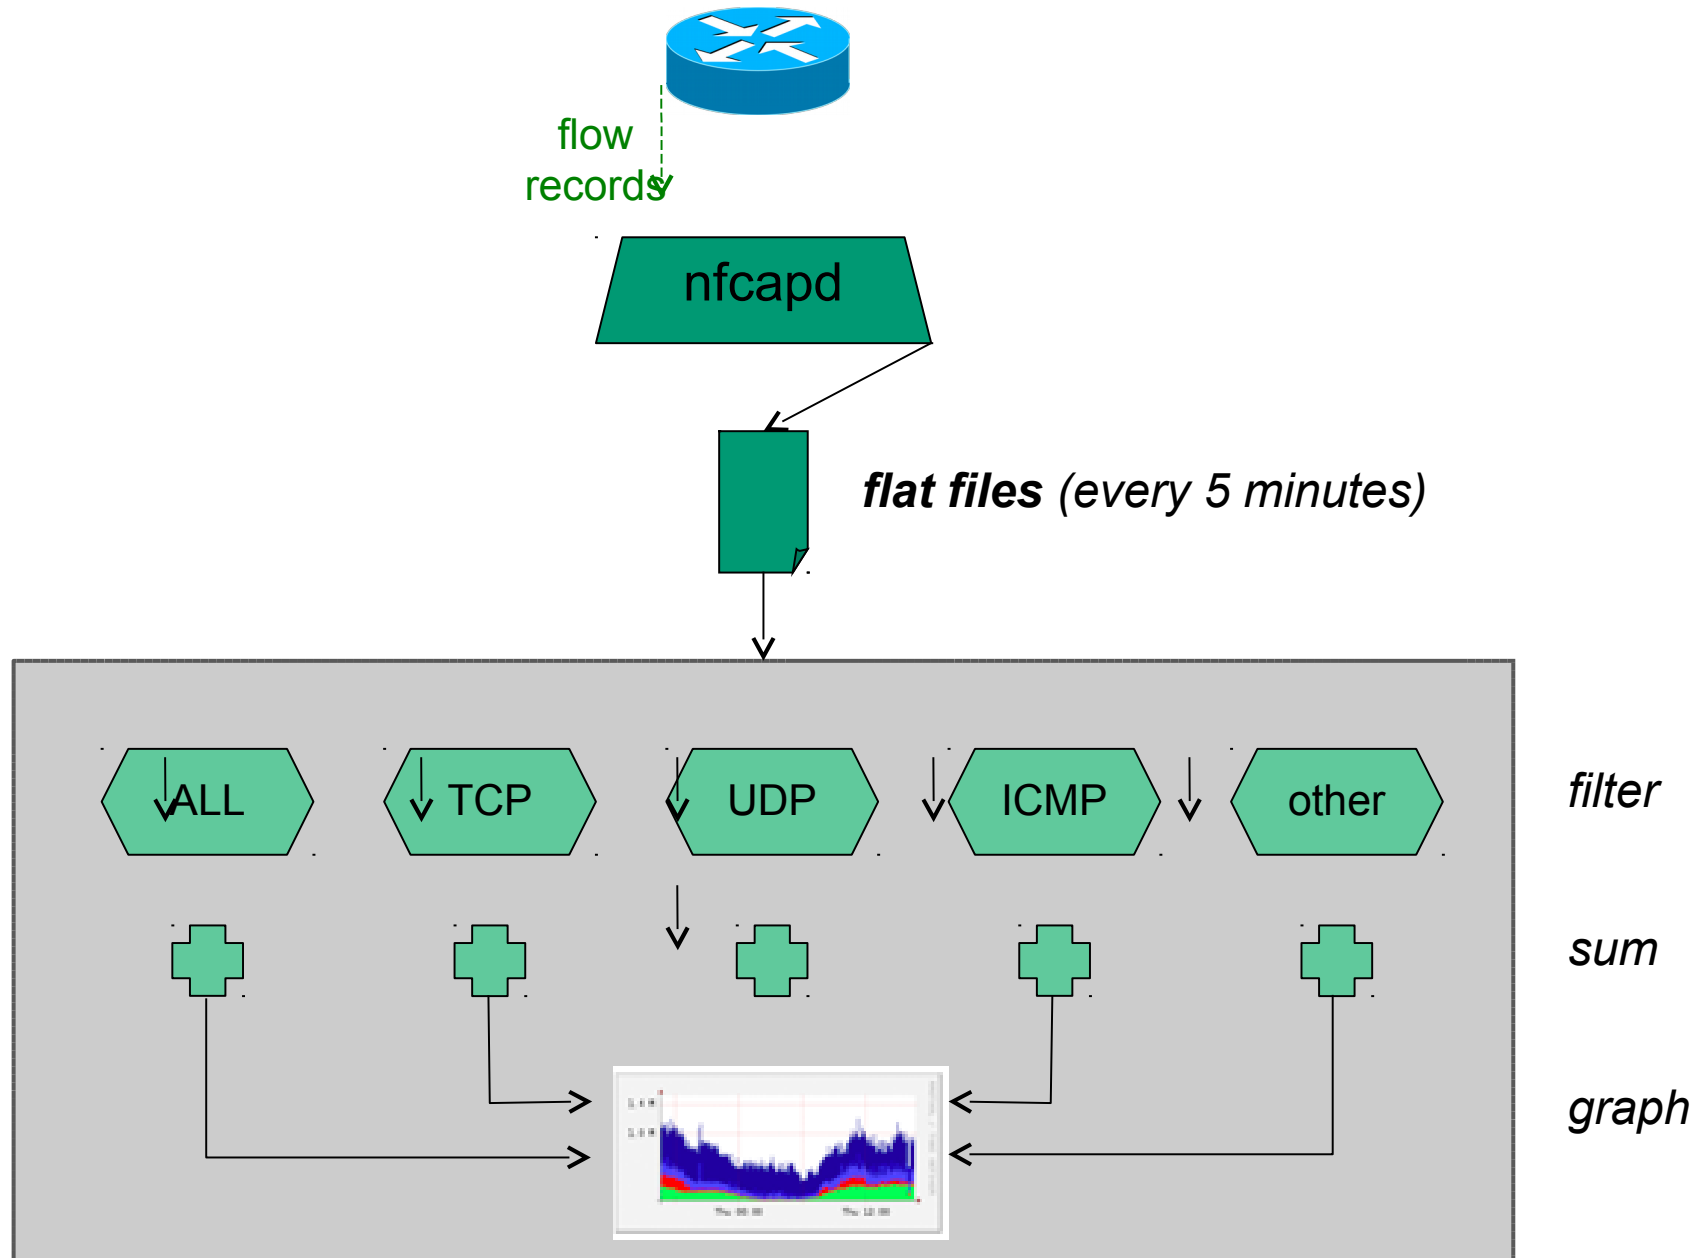 flow
records
nfcapd
flat files (every 5 minutes)
ALL TCP UDP ICMP other
filter
sum
graph